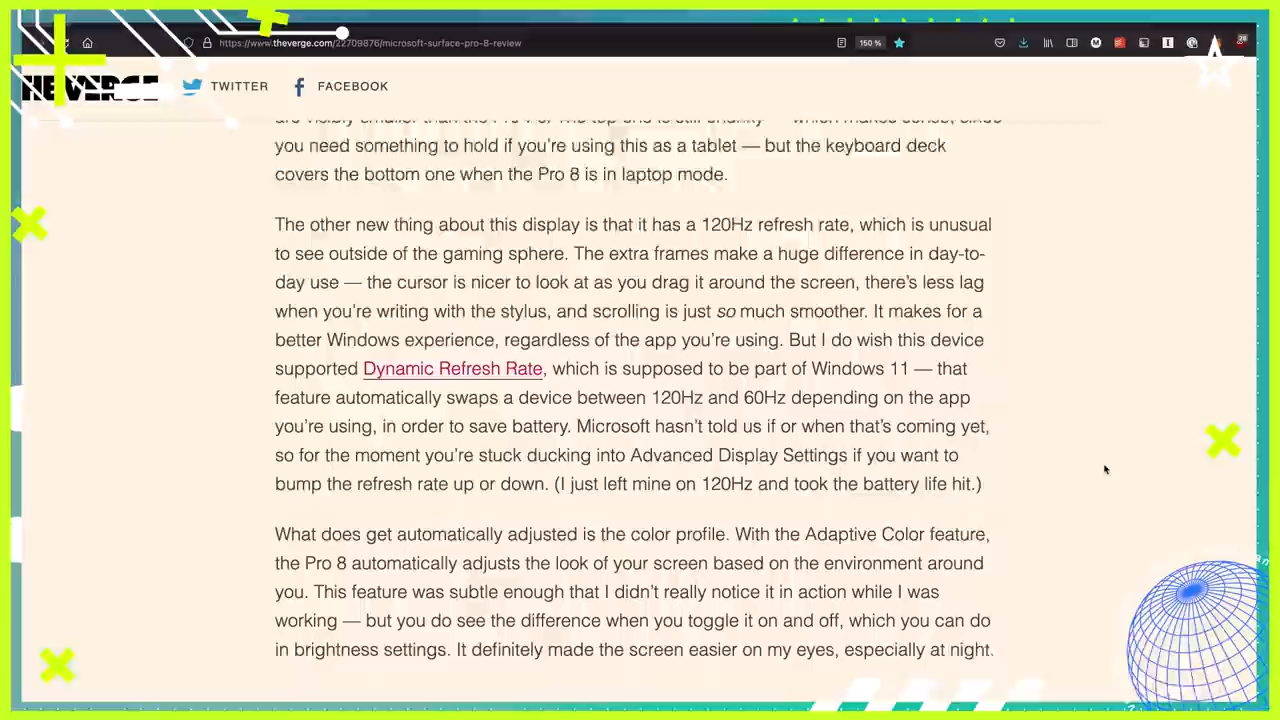 https://www.theverge.com/22709876/microsoft-surface-pro-8-review
150 %
28
THE VERGE
TWITTER
FACEBOOK
you need something to hold if you’re using this as a tablet — but the keyboard deck
covers the bottom one when the Pro 8 is in laptop mode.
The other new thing about this display is that it has a 120Hz refresh rate, which is unusual
to see outside of the gaming sphere. The extra frames make a huge difference in day-to-
day use — the cursor is nicer to look at as you drag it around the screen, there’s less lag
when you’re writing with the stylus, and scrolling is just so much smoother. It makes for a
better Windows experience, regardless of the app you’re using. But I do wish this device
supported Dynamic Refresh Rate, which is supposed to be part of Windows 11 — that
feature automatically swaps a device between 120Hz and 60Hz depending on the app
you’re using, in order to save battery. Microsoft hasn’t told us if or when that’s coming yet,
so for the moment you’re stuck ducking into Advanced Display Settings if you want to
bump the refresh rate up or down. (I just left mine on 120Hz and took the battery life hit.)
What does get automatically adjusted is the color profile. With the Adaptive Color feature,
the Pro 8 automatically adjusts the look of your screen based on the environment around
you. This feature was subtle enough that I didn’t really notice it in action while I was
working — but you do see the difference when you toggle it on and off, which you can do
in brightness settings. It definitely made the screen easier on my eyes, especially at night.